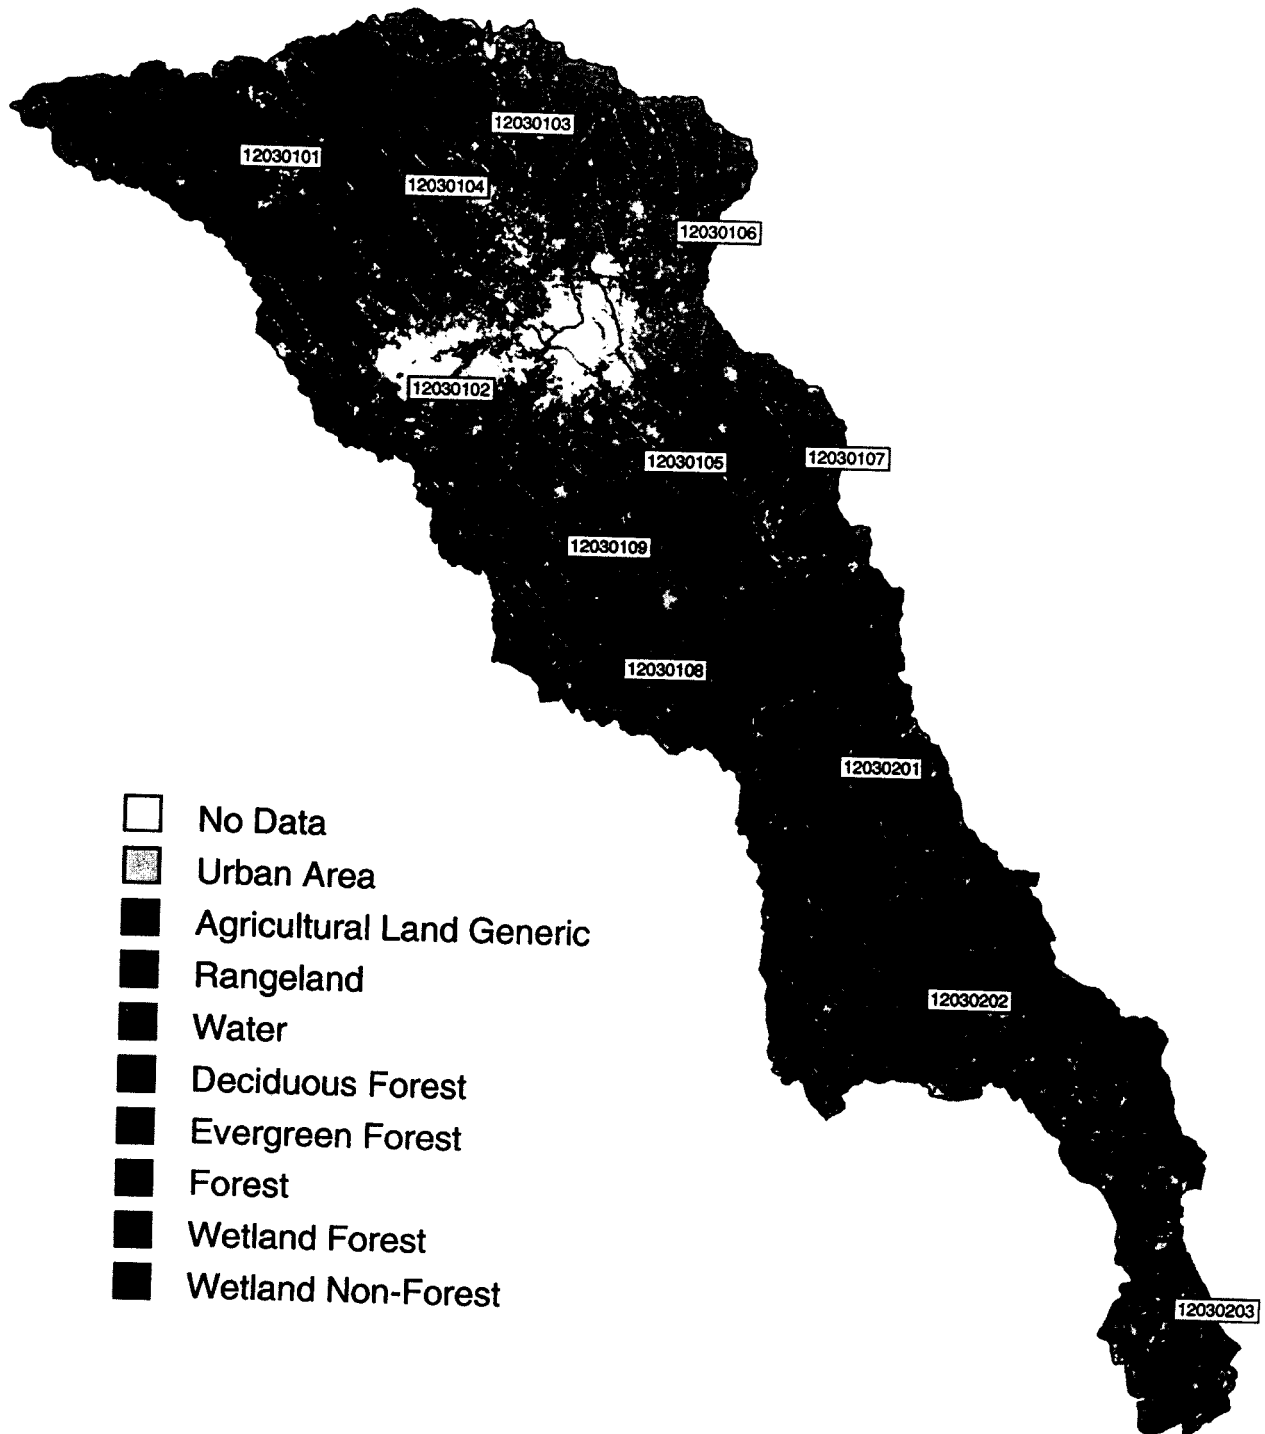 12030103
12030101
12030104
12030106
12030102
12030105
12030107
12030109
12030108
12030201
No Data
Urban Area
Agricultural Land Generic
Rangeland
12030202
Water
Deciduous Forest
Evergreen Forest
Forest
Wetland Forest
Wetland Non-Forest
12030203